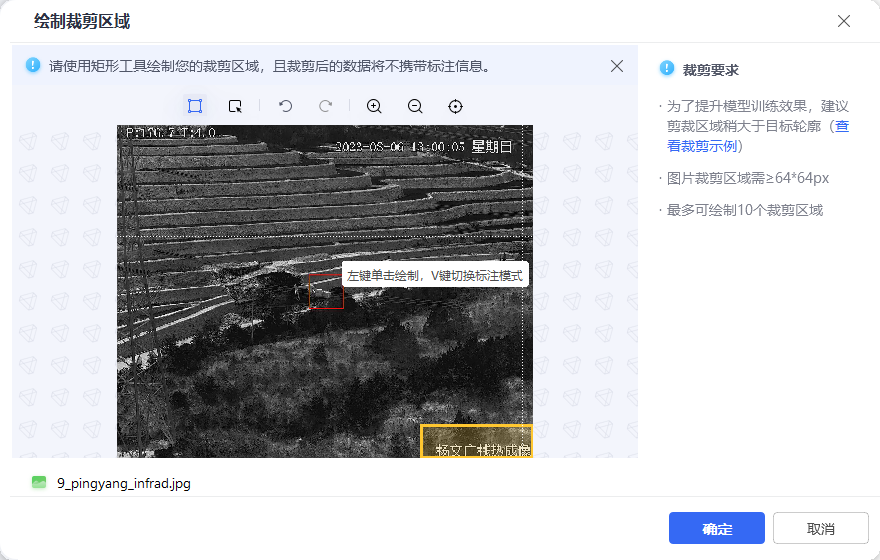 绘制裁剪区域
请使用矩形工具绘制您的裁剪区域，且裁剪后的数据将不携带标注信息。
P:116.7 T:4.0
2022-08-06 13:00:05 星期日
左键单击绘制，V键切换标注模式
杨文广栈热成像
9_pingyang_infrad.jpg
裁剪要求
· 为了提升模型训练效果，建议
剪裁区域稍大于目标轮廓（查
看裁剪示例）
· 图片裁剪区域需≥64*64px
· 最多可绘制10个裁剪区域
确定
取消